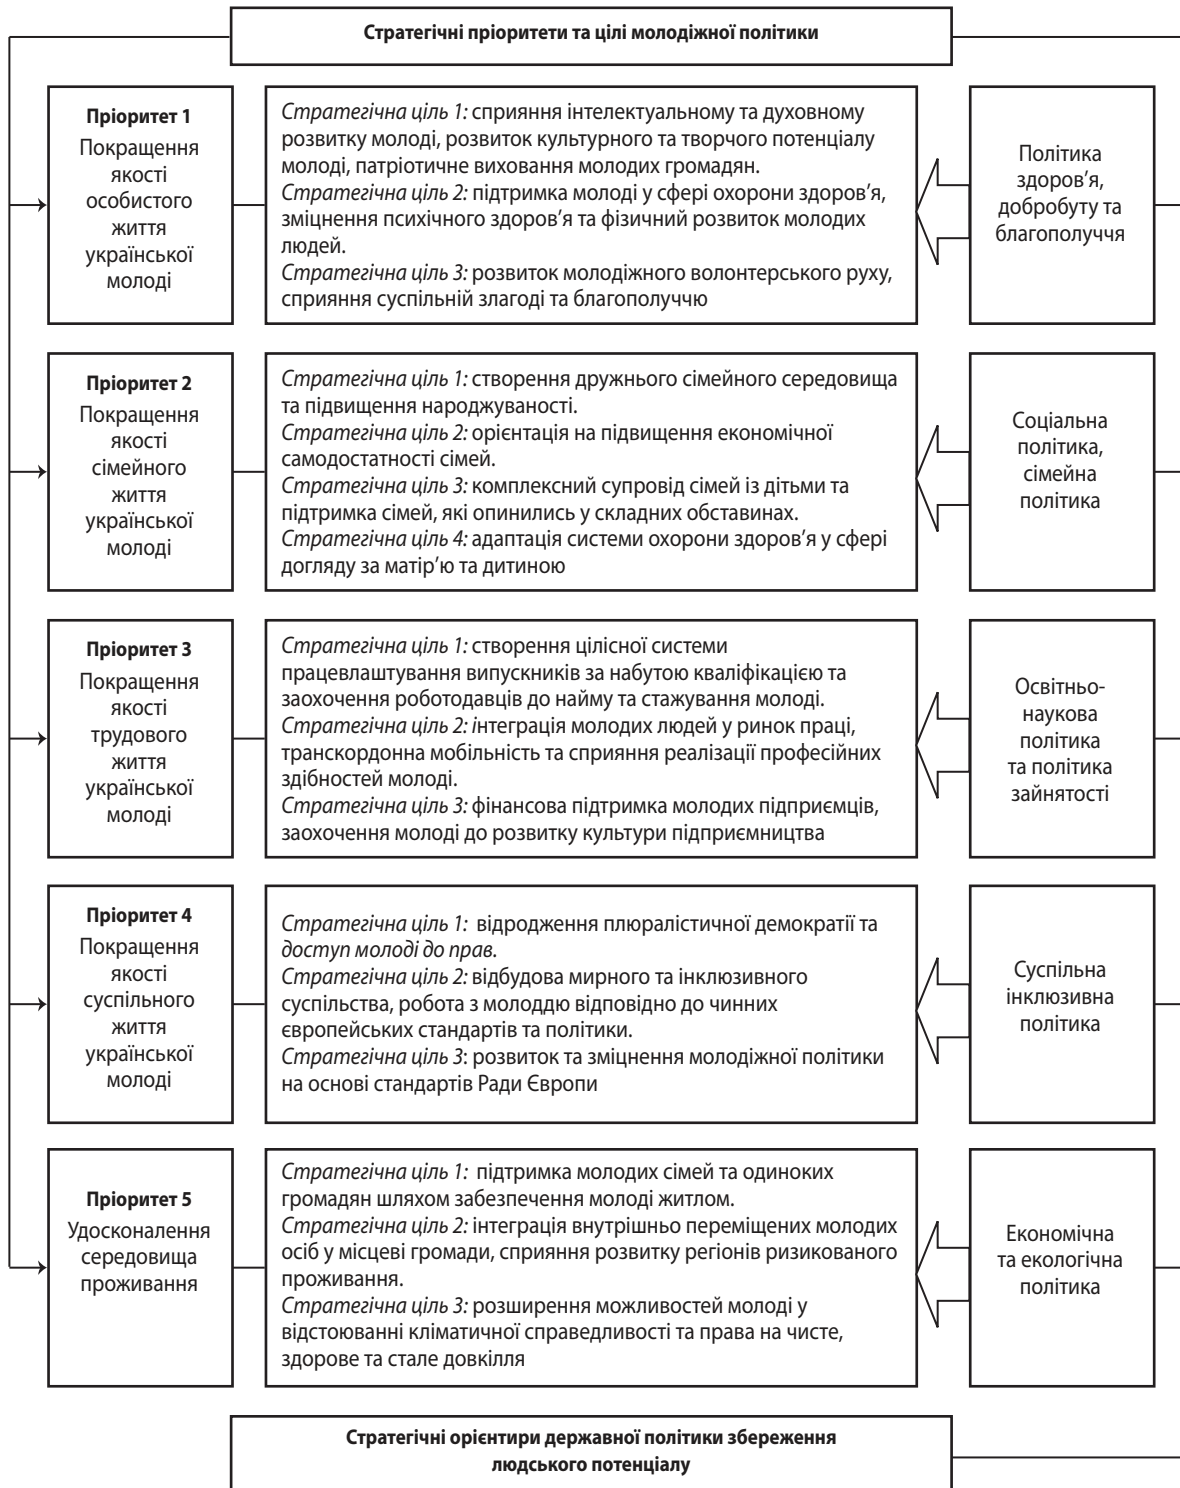 Стратегічні пріоритети та цілі молодіжної політики
Пріоритет 1
Покращення
якості
особистого
життя
української
молоді
Стратегічна ціль 1: сприяння інтелектуальному та духовному
розвитку молоді, розвиток культурного та творчого потенціалу
молоді, патріотичне виховання молодих громадян.
Стратегічна ціль 2: підтримка молоді у сфері охорони здоров'я,
зміцнення психічного здоров'я та фізичний розвиток молодих
людей.
Стратегічна ціль 3: розвиток молодіжного волонтерського руху,
сприяння суспільній злагоді та благополуччю
Політика
здоров'я,
добробуту та
благополуччя
Пріоритет 2
Покращення
якості
сімейного
життя
української
молоді
Стратегічна ціль 1: створення дружнього сімейного середовища
та підвищення народжуваності.
Стратегічна ціль 2: орієнтація на підвищення економічної
самодостатності сімей.
Стратегічна ціль 3: комплексний супровід сімей із дітьми та
підтримка сімей, які опинились у складних обставинах.
Стратегічна ціль 4: адаптація системи охорони здоров'я у сфері
догляду за матір'ю та дитиною
Соціальна
політика,
сімейна
політика
Пріоритет 3
Покращення
якості
трудового
життя
української
молоді
Стратегічна ціль 1: створення цілісної системи
працевлаштування випускників за набутою кваліфікацією та
заохочення роботодавців до найму та стажування молоді.
Стратегічна ціль 2: інтеграція молодих людей у ринок праці,
транскордонна мобільність та сприяння реалізації професійних
здібностей молоді.
Стратегічна ціль 3: фінансова підтримка молодих підприємців,
заохочення молоді до розвитку культури підприємництва
Освітньо-
наукова
політика
та політика
зайнятості
Пріоритет 4
Покращення
якості
суспільного
життя
української
молоді
Стратегічна ціль 1: відродження плюралістичної демократії та
доступ молоді до прав.
Стратегічна ціль 2: відбудова мирного та інклюзивного
суспільства, робота з молоддю відповідно до чинних
європейських стандартів та політики.
Стратегічна ціль 3: розвиток та зміцнення молодіжної політики
на основі стандартів Ради Європи
Суспільна
інклюзивна
політика
Пріоритет 5
Удосконалення
середовища
проживання
Стратегічна ціль 1: підтримка молодих сімей та одиноких
громадян шляхом забезпечення молоді житлом.
Стратегічна ціль 2: інтеграція внутрішньо переміщених молодих
осіб у місцеві громади, сприяння розвитку регіонів ризикованого
проживання.
Стратегічна ціль 3: розширення можливостей молоді у
відстоюванні кліматичної справедливості та права на чисте,
здорове та стале довкілля
Економічна
та екологічна
політика
Стратегічні орієнтири державної політики збереження
людського потенціалу